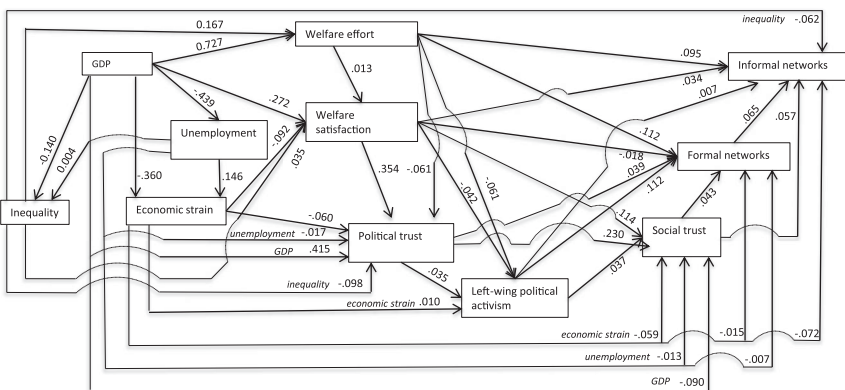 inequality -.062
0.167
Welfare effort
0.727
.095
GDP
Informal networks
.013
.034
.007
-.439
.272
Welfare
satisfaction
.065
.057
Unemployment
-.092
.035
.112
-0.140
0.004
-.018
Formal networks
.354
-.061
.039
.112
-.360
.146
-.061
-.042
.043
Inequality
Economic strain
-.060
.114
unemployment -.017
Political trust
.230
Social trust
GDP .415
.037
.035
inequality -.098
Left-wing political
activism
economic strain .010
economic strain -.059
-.015
-.072
unemployment -.013
-.007
GDP -.090